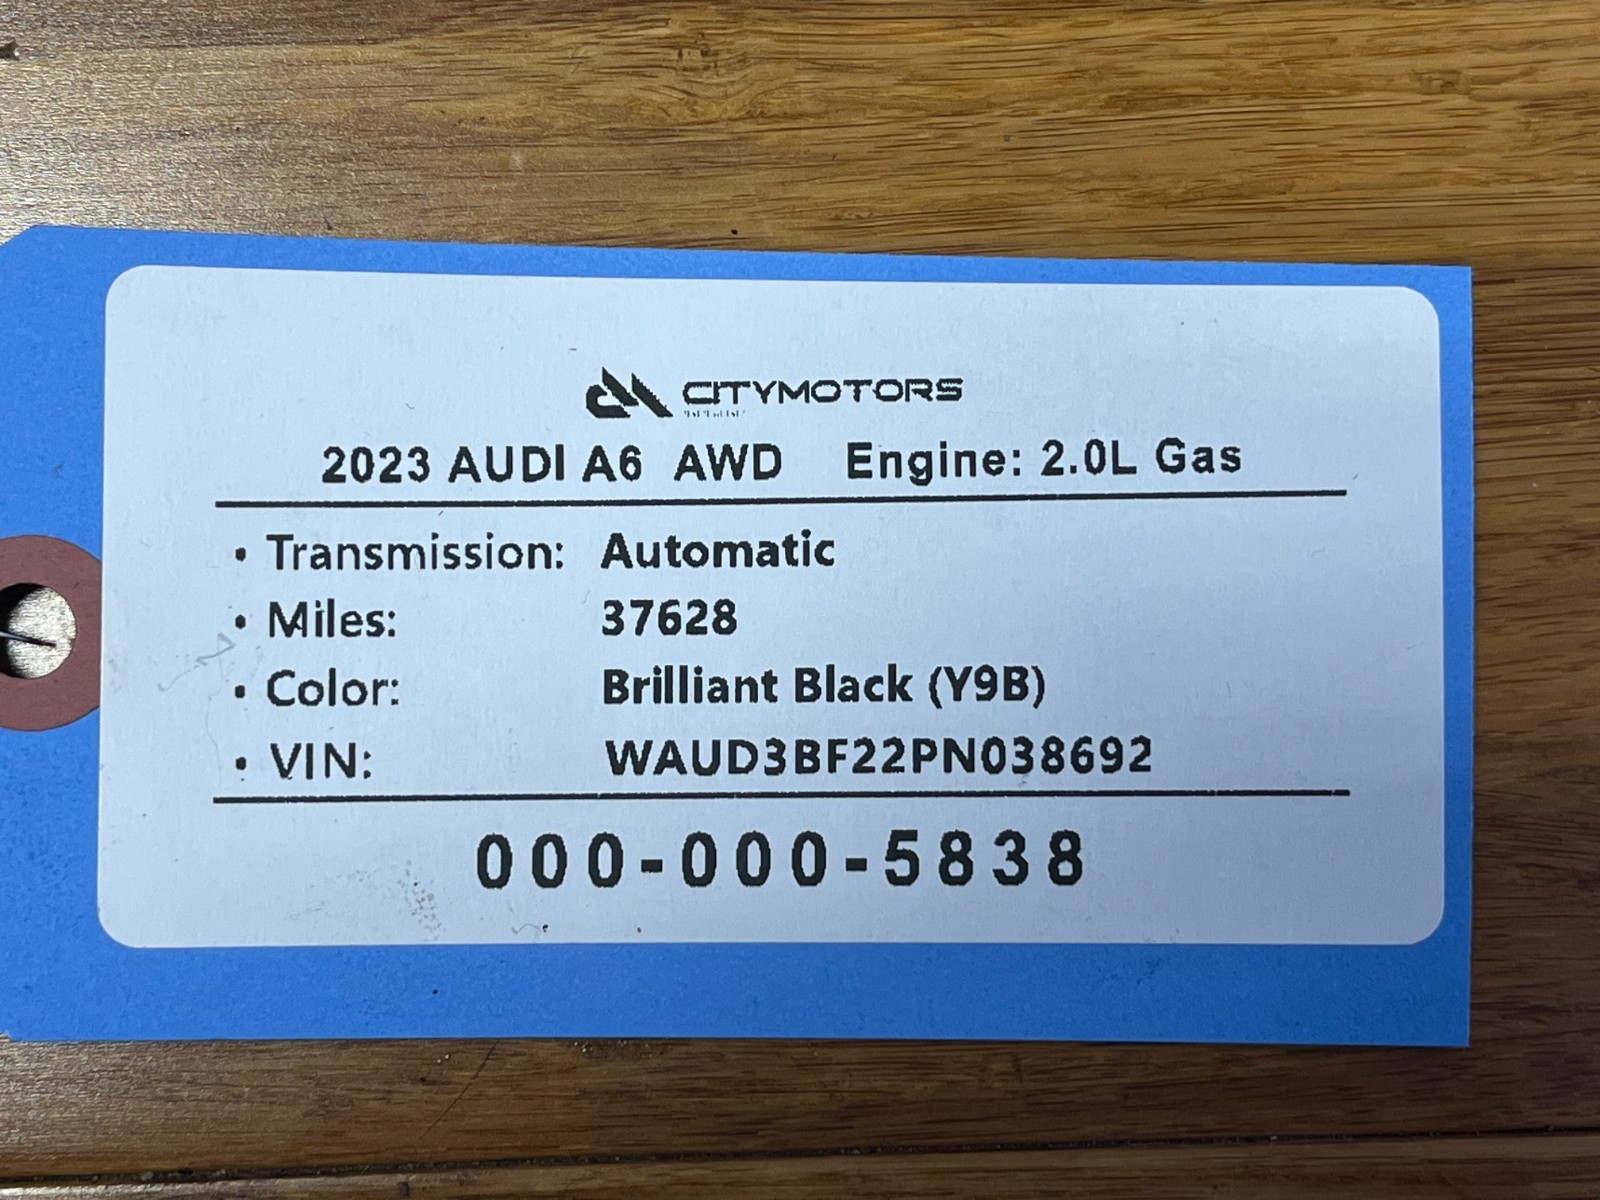 CITYMOTORS
2023 AUDI A6 AWD Engine: 2.0L Gas
• Transmission: Automatic
• Miles: 37628
• Color: Brilliant Black (Y9B)
• VIN: WAUD3BF22PN038692
000-000-5838